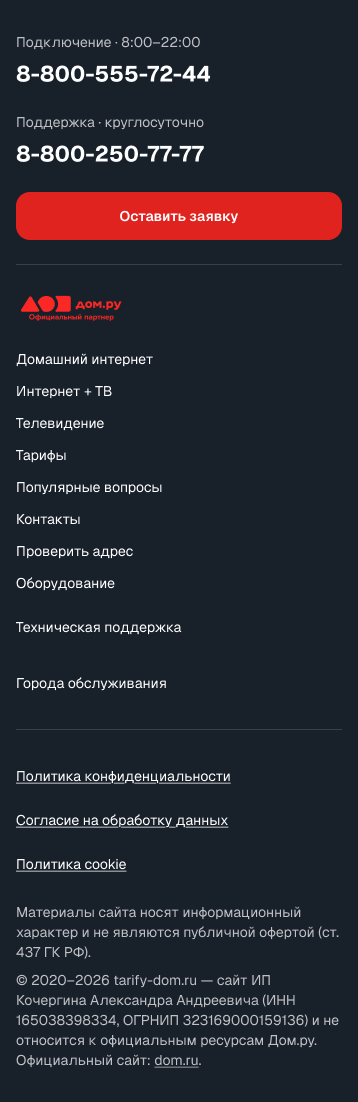 Подключение · 8:00–22:00
8-800-555-72-44
Поддержка · круглосуточно
8-800-250-77-77
Оставить заявку
дом.ру
Официальный партнер
Домашний интернет
Интернет + ТВ
Телевидение
Тарифы
Популярные вопросы
Контакты
Проверить адрес
Оборудование
Техническая поддержка
Города обслуживания
Политика конфиденциальности
Согласие на обработку данных
Политика cookie
Материалы сайта носят информационный
характер и не являются публичной офертой (ст.
437 ГК РФ).
© 2020–2026 tarify-dom.ru — сайт ИП
Кочергина Александра Андреевича (ИНН
165038398334, ОГРНИП 323169000159136) и не
относится к официальным ресурсам Дом.ру.
Официальный сайт: dom.ru.